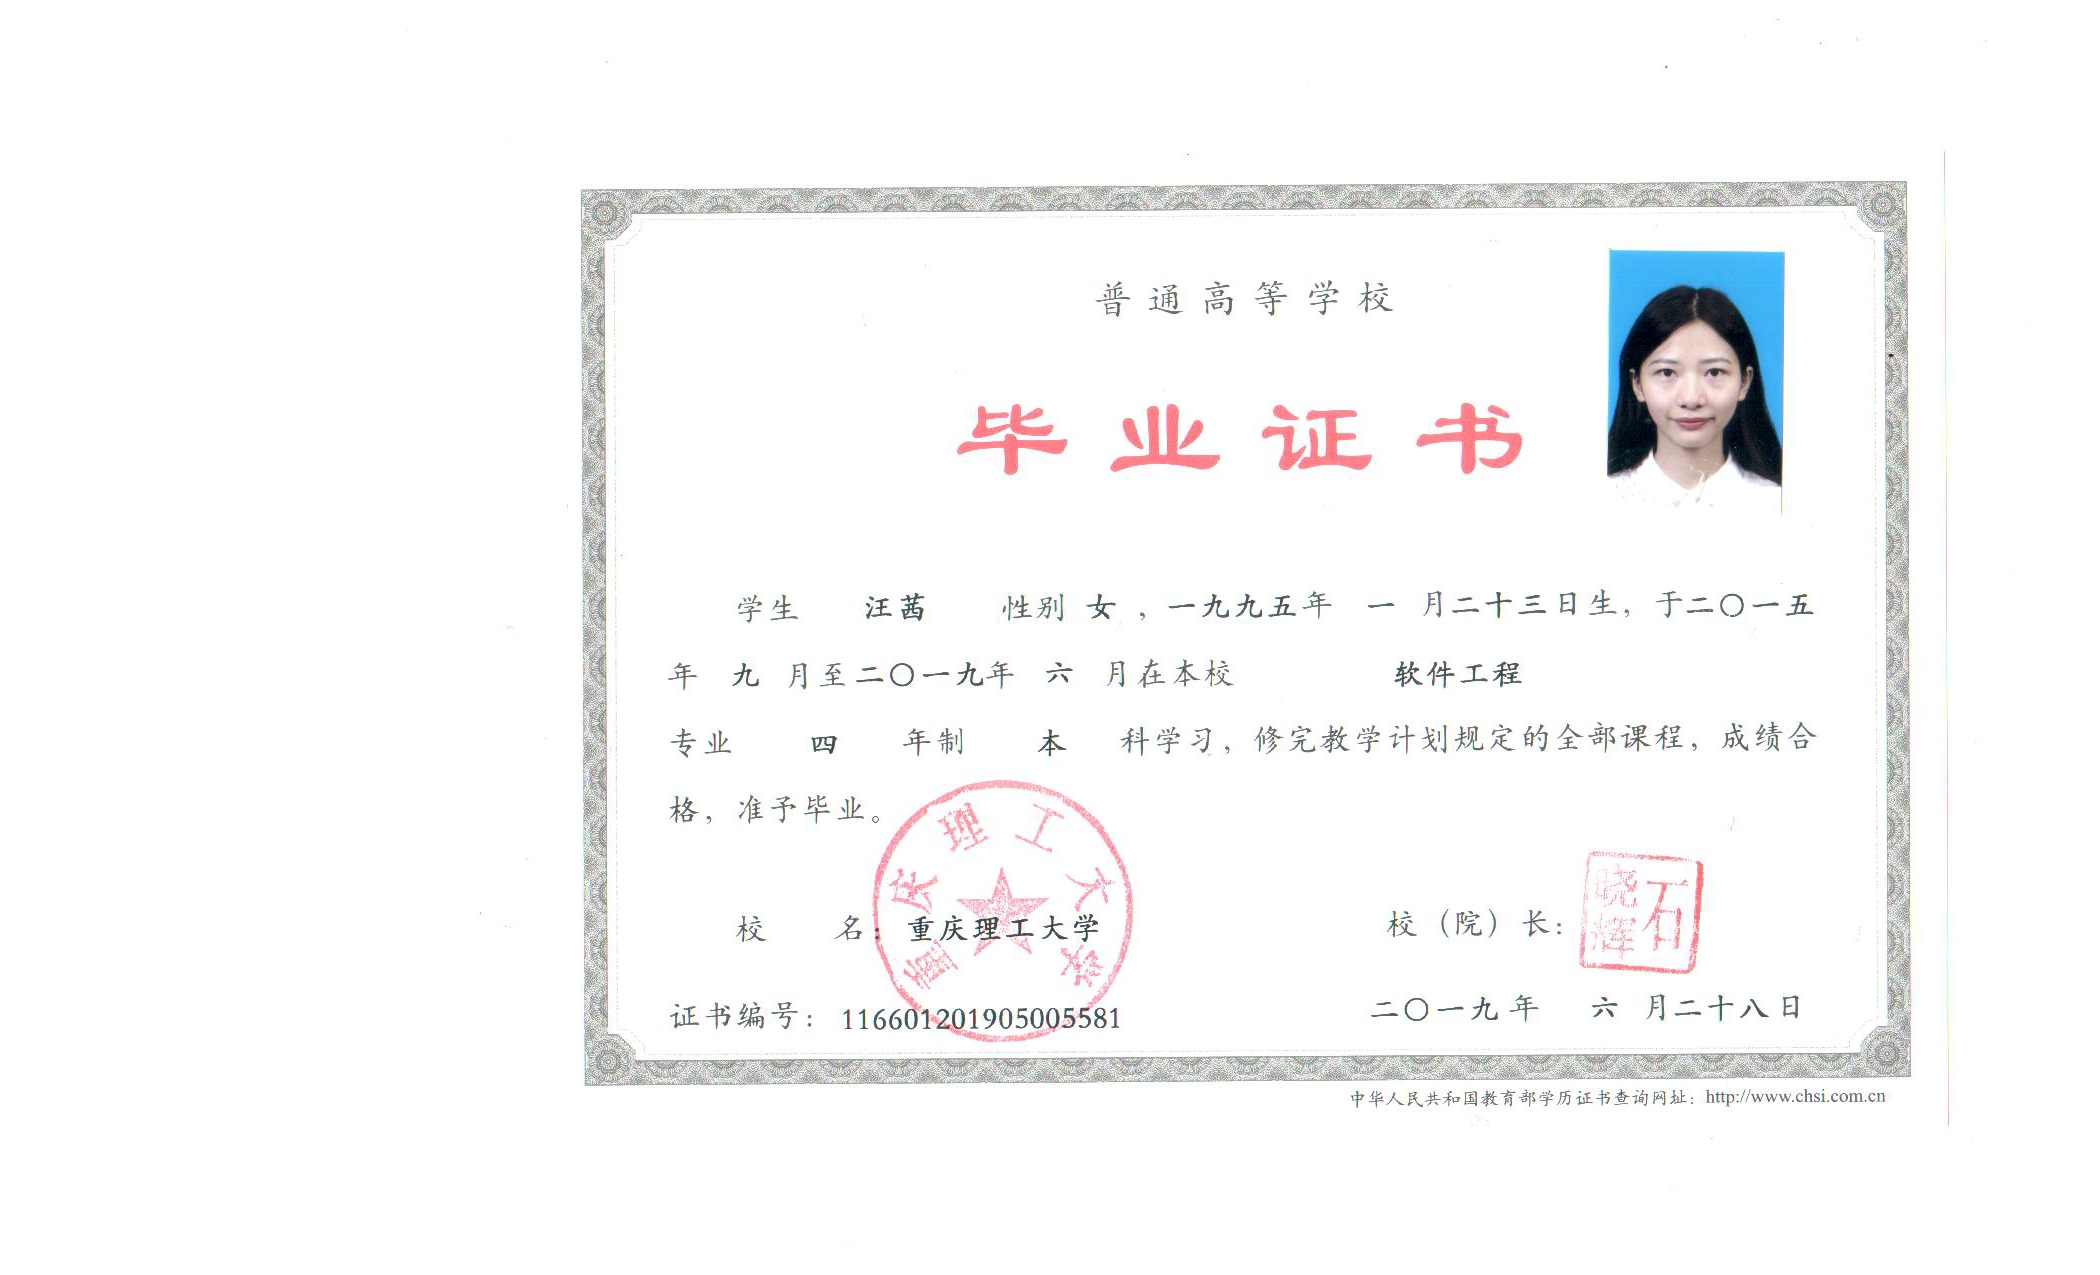 普通高等学校
毕业证书
学生 汪茜 性别 女 ，一九九五年 一 月二十三日生，于二〇一五
年 九 月至二〇一九年 六 月在本校 软件工程
专业 四 年制 本 科学习，修完教学计划规定的全部课程，成绩合
格，准予毕业。
重庆理工大学
校 名：重庆理工大学
校（院）长：
石晓辉
证书编号：116601201905005581
二〇一九年 六 月二十八日
中华人民共和国教育部学历证书查询网址：http://www.chsi.com.cn